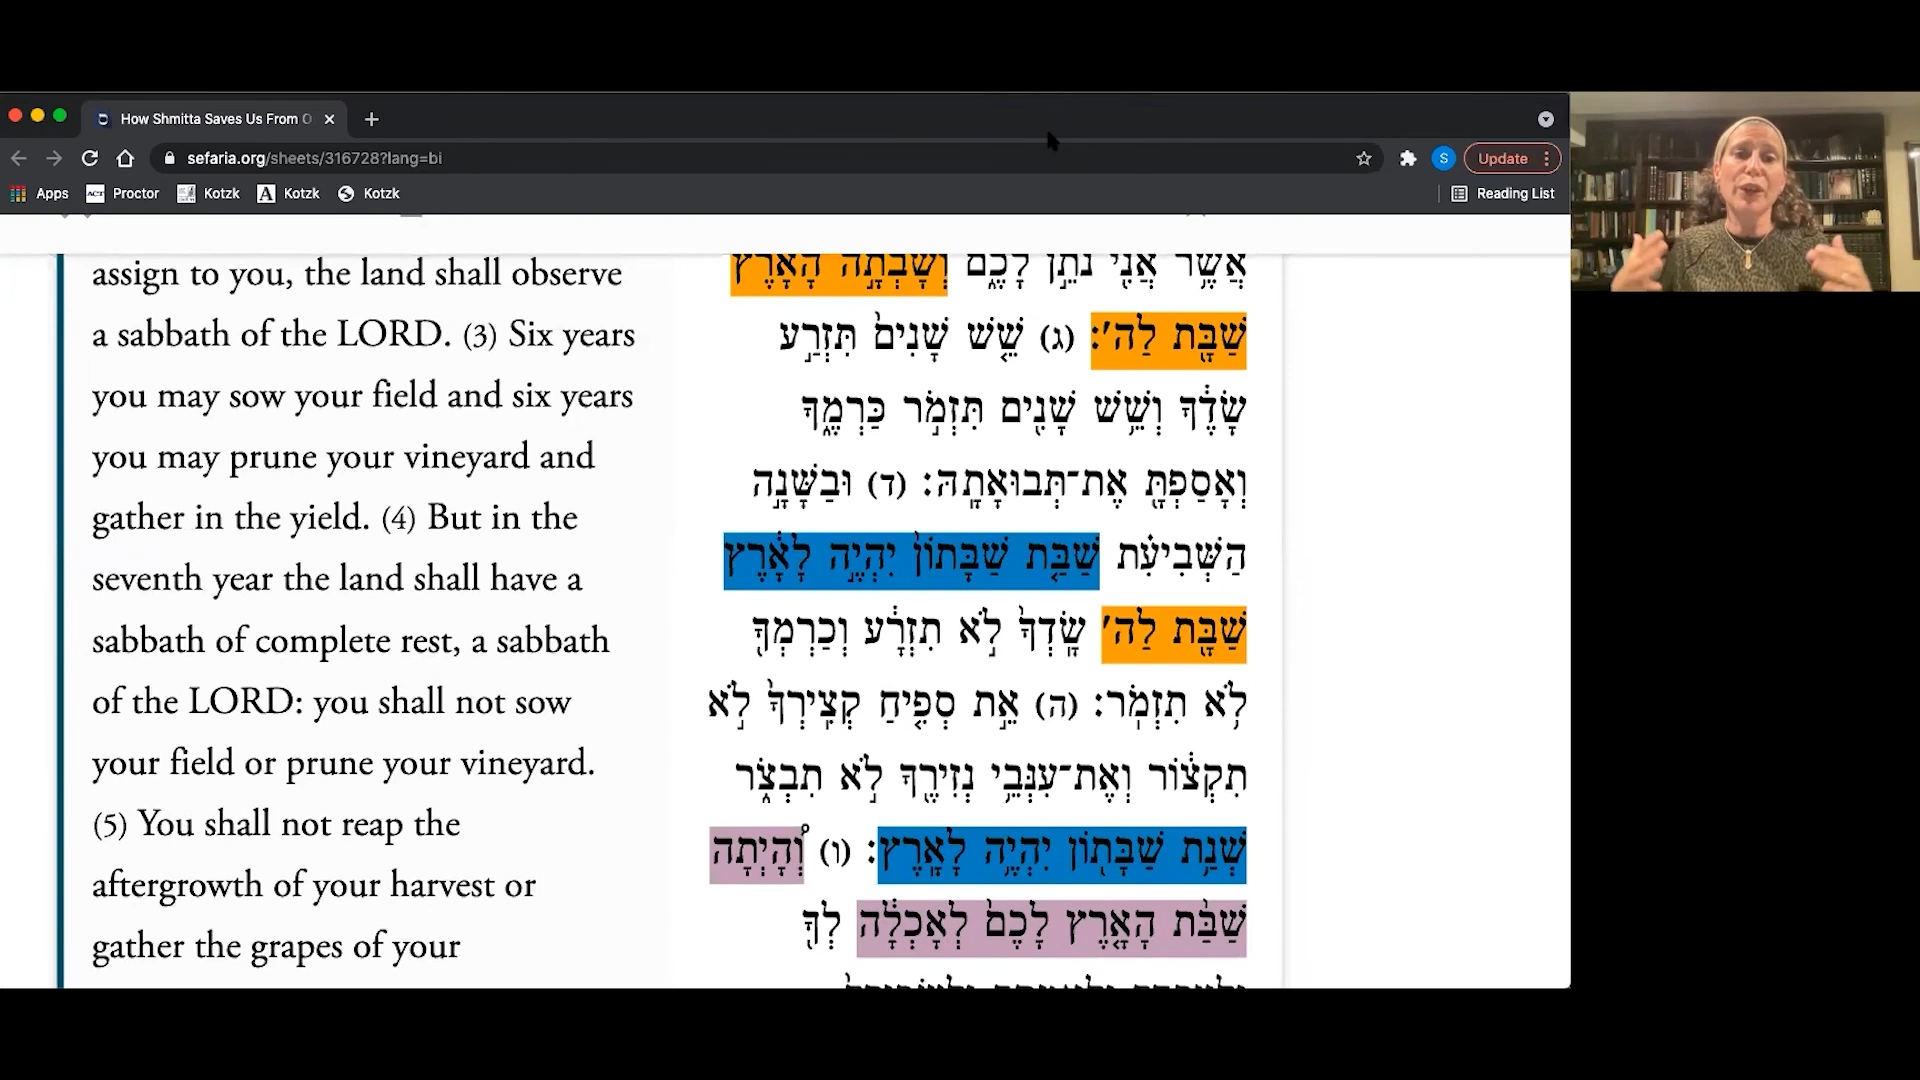 How Shmitta Saves Us From O
sefaria.org/sheets/316728?lang=bi
S
Update
Apps
ACT
Proctor
Kotzk
A
Kotzk
Kotzk
Reading List
assign to you, the land shall observe
a sabbath of the LORD. (3) Six years
you may sow your field and six years
you may prune your vineyard and
gather in the yield. (4) But in the
seventh year the land shall have a
sabbath of complete rest, a sabbath
of the LORD: you shall not sow
your field or prune your vineyard.
(5) You shall not reap the
aftergrowth of your harvest or
gather the grapes of your
אֲשֶׁ֥ר אֲנִ֖י נֹתֵ֣ן לָכֶ֑ם וְשָׁבְתָ֣ה הָאָ֔רֶץ
שַׁבָּ֖ת לַה׳׃ (ג) שֵׁ֤שׁ שָׁנִים֙ תִּזְרַ֣ע
שָׂדֶ֔ךָ וְשֵׁ֥שׁ שָׁנִ֖ים תִּזְמֹ֣ר כַּרְמֶ֑ךָ
וְאָסַפְתָּ֖ אֶת־תְּבוּאָתָֽהּ׃ (ד) וּבַשָּׁנָ֣ה
הַשְּׁבִיעִ֗ת שַׁבַּ֤ת שַׁבָּתוֹן֙ יִהְיֶ֣ה לָאָ֔רֶץ
שַׁבָּ֖ת לַה׳ שָֽׂדְךָ֙ לֹ֣א תִזְרָ֔ע וְכַרְמְךָ֖
לֹ֥א תִזְמֹֽר׃ (ה) אֵ֣ת סְפִ֤יחַ קְצִֽירְךָ֙ לֹ֣א
תִקְצ֔וֹר וְאֶת־עִנְּבֵ֥י נְזִירֶ֖ךָ לֹ֣א תִבְצֹ֑ר
שְׁנַ֥ת שַׁבָּת֖וֹן יִהְיֶ֥ה לָאָֽרֶץ׃ (ו) וְ֠הָיְתָה
שַׁבַּ֨ת הָאָ֤רֶץ לָכֶם֙ לְאׇכְלָ֔ה לְךָ֖